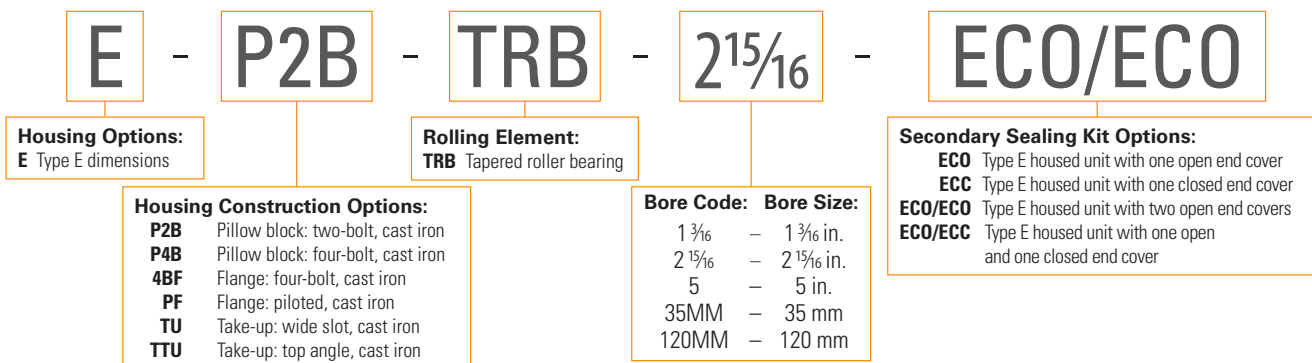 E - P2B - TRB - 2 15/16 - ECO/ECO
Housing Options:
E Type E dimensions
Housing Construction Options:
P2B Pillow block: two-bolt, cast iron
P4B Pillow block: four-bolt, cast iron
4BF Flange: four-bolt, cast iron
PF Flange: piloted, cast iron
TU Take-up: wide slot, cast iron
TTU Take-up: top angle, cast iron
Rolling Element:
TRB Tapered roller bearing
Bore Code: Bore Size:
1 3/16 – 1 3/16 in.
2 15/16 – 2 15/16 in.
5 – 5 in.
35MM – 35 mm
120MM – 120 mm
Secondary Sealing Kit Options:
ECO Type E housed unit with one open end cover
ECC Type E housed unit with one closed end cover
ECO/ECO Type E housed unit with two open end covers
ECO/ECC Type E housed unit with one open
and one closed end cover